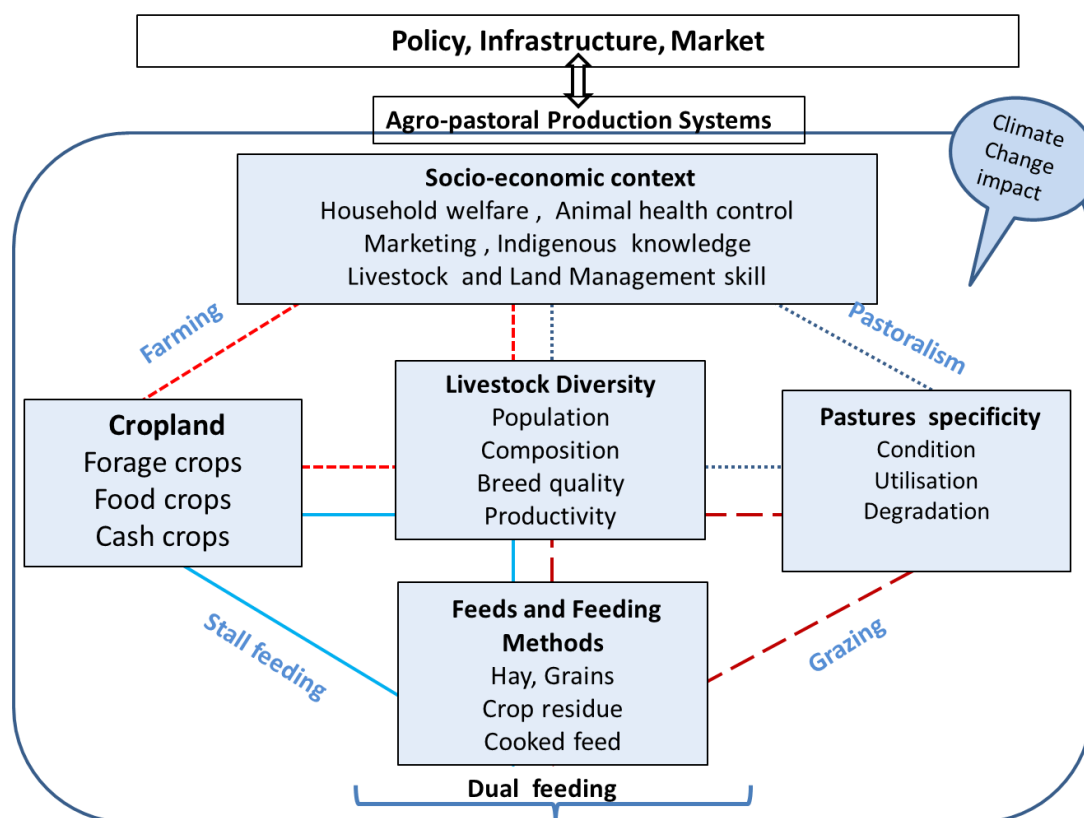 Policy, Infrastructure, Market
Agro-pastoral Production Systems
Climate
Change
impact
Socio-economic context
Household welfare , Animal health control
Marketing , Indigenous knowledge
Livestock and Land Management skill
Farming
Pastoralism
Cropland
Forage crops
Food crops
Cash crops
Livestock Diversity
Population
Composition
Breed quality
Productivity
Pastures specificity
Condition
Utilisation
Degradation
Stall feeding
Feeds and Feeding
Methods
Hay, Grains
Crop residue
Cooked feed
Grazing
Dual feeding